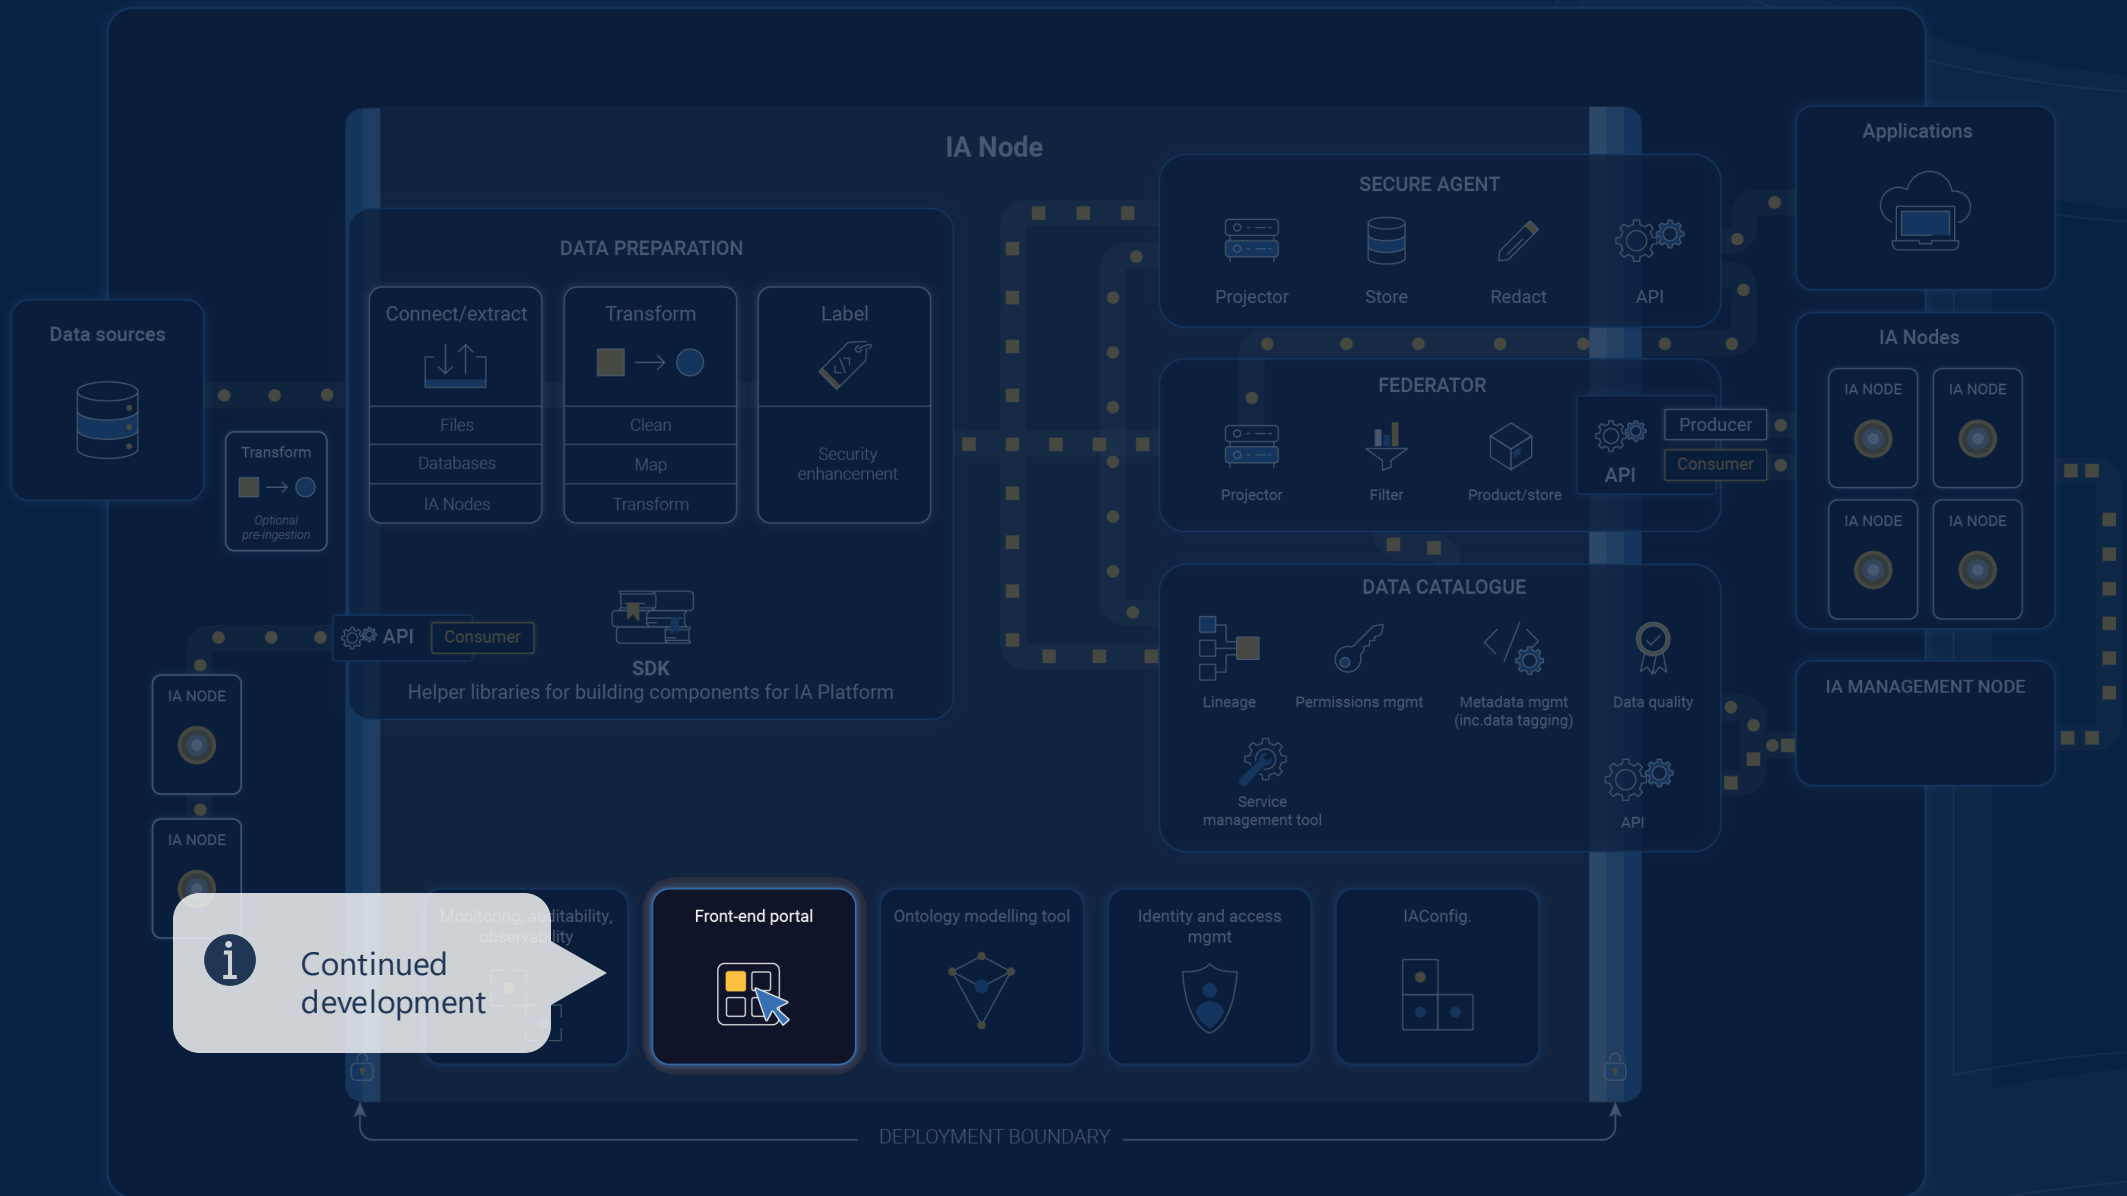 IA Node
Applications
SECURE AGENT
Projector
Store
Redact
API
DATA PREPARATION
Connect/extract
Files
Databases
IA Nodes
Transform
Clean
Map
Transform
Label
Security
enhancement
Data sources
Transform
Optional
pre-ingestion
IA Nodes
IA NODE
IA NODE
IA NODE
IA NODE
FEDERATOR
Projector
Filter
Product/store
API
Producer
Consumer
API
Consumer
SDK
Helper libraries for building components for IA Platform
DATA CATALOGUE
Lineage
Permissions mgmt
Metadata mgmt
(inc.data tagging)
Data quality
Service
management tool
API
IA MANAGEMENT NODE
IA NODE
IA NODE
Monitoring, auditability,
observability
Front-end portal
Ontology modelling tool
Identity and access
mgmt
IAConfig.
i
Continued
development
DEPLOYMENT BOUNDARY